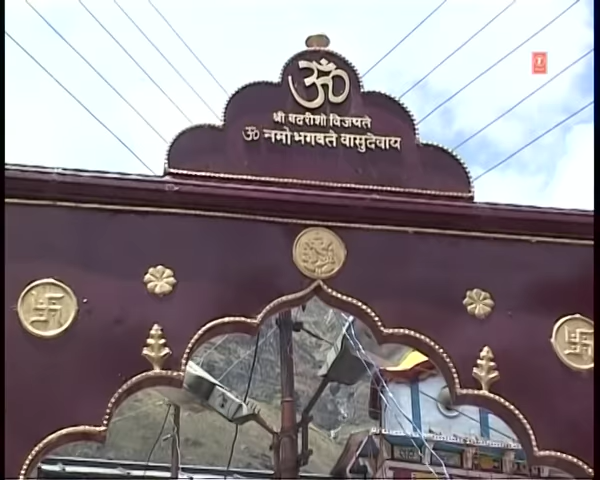 ॐ
श्री बदरीशो विजयते
ॐ नमो भगवते वासुदेवाय